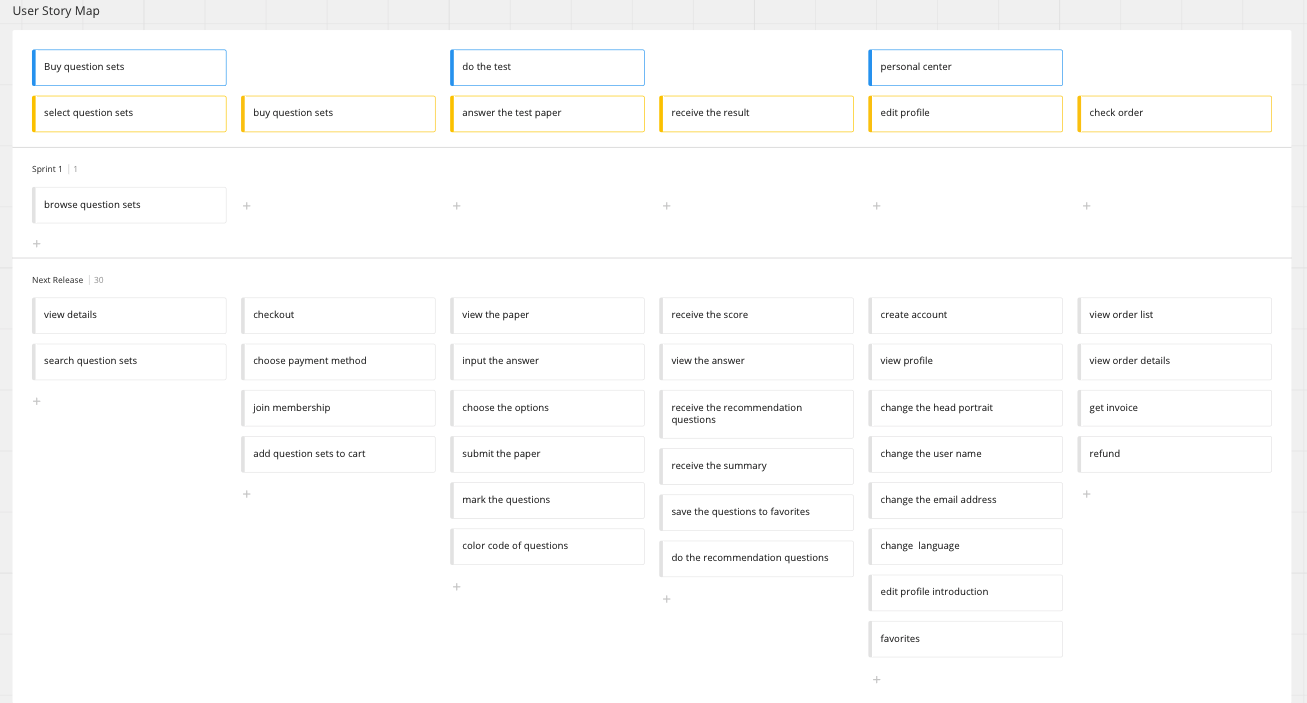 User Story Map
Buy question sets
do the test
personal center
select question sets
buy question sets
answer the test paper
receive the result
edit profile
check order
Sprint 1 | 1
browse question sets
+ + + + +
+
Next Release | 30
view details
checkout
view the paper
receive the score
create account
view order list
search question sets
choose payment method
input the answer
view the answer
view profile
view order details
+
join membership
choose the options
receive the recommendation
questions
change the head portrait
get invoice
add question sets to cart
submit the paper
receive the summary
change the user name
refund
+
mark the questions
save the questions to favorites
change the email address
+
color code of questions
do the recommendation questions
change  language
+
+
edit profile introduction
favorites
+